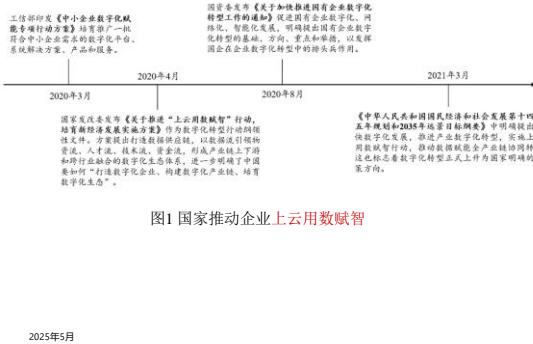 工信部印发《中小企业数字化赋
能专项行动方案》培育推广一批
符合中小企业需求的数字化平台、
系统解决方案、产品和服务。
国资委发布《关于加快推进国有企业数字化
转型工作的通知》促进国有企业数字化、网
络化、智能化发展，明确提出国有企业数字
化转型的基础、方向、重点和举措，以发挥
国企在企业数字化转型中的排头兵作用。
2020年4月
2021年3月
2020年3月
2020年8月
国家发改委发布《关于推进“上云用数赋智”行动，
培育新经济发展实施方案》作为数字化转型行动纲领
性文件。方案提出打造数据供应链，以数据流引领物
资流、人才流、技术流、资金流，形成产业链上下游
和跨行业融合的数字化生态体系，进一步明确了中国
要如何“打造数字化企业、构建数字化产业链、培育
数字化生态”。
《中华人民共和国国民经济和社会发展第十四
五年规划和2035年远景目标纲要》中明确提出
快数字化发展，推进产业数字化转型，实施上
用数赋智行动，推动数据赋能全产业链协同转
这也标志着数字化转型正式上升为国家明确的
策方向。
图1 国家推动企业上云用数赋智
2025年5月